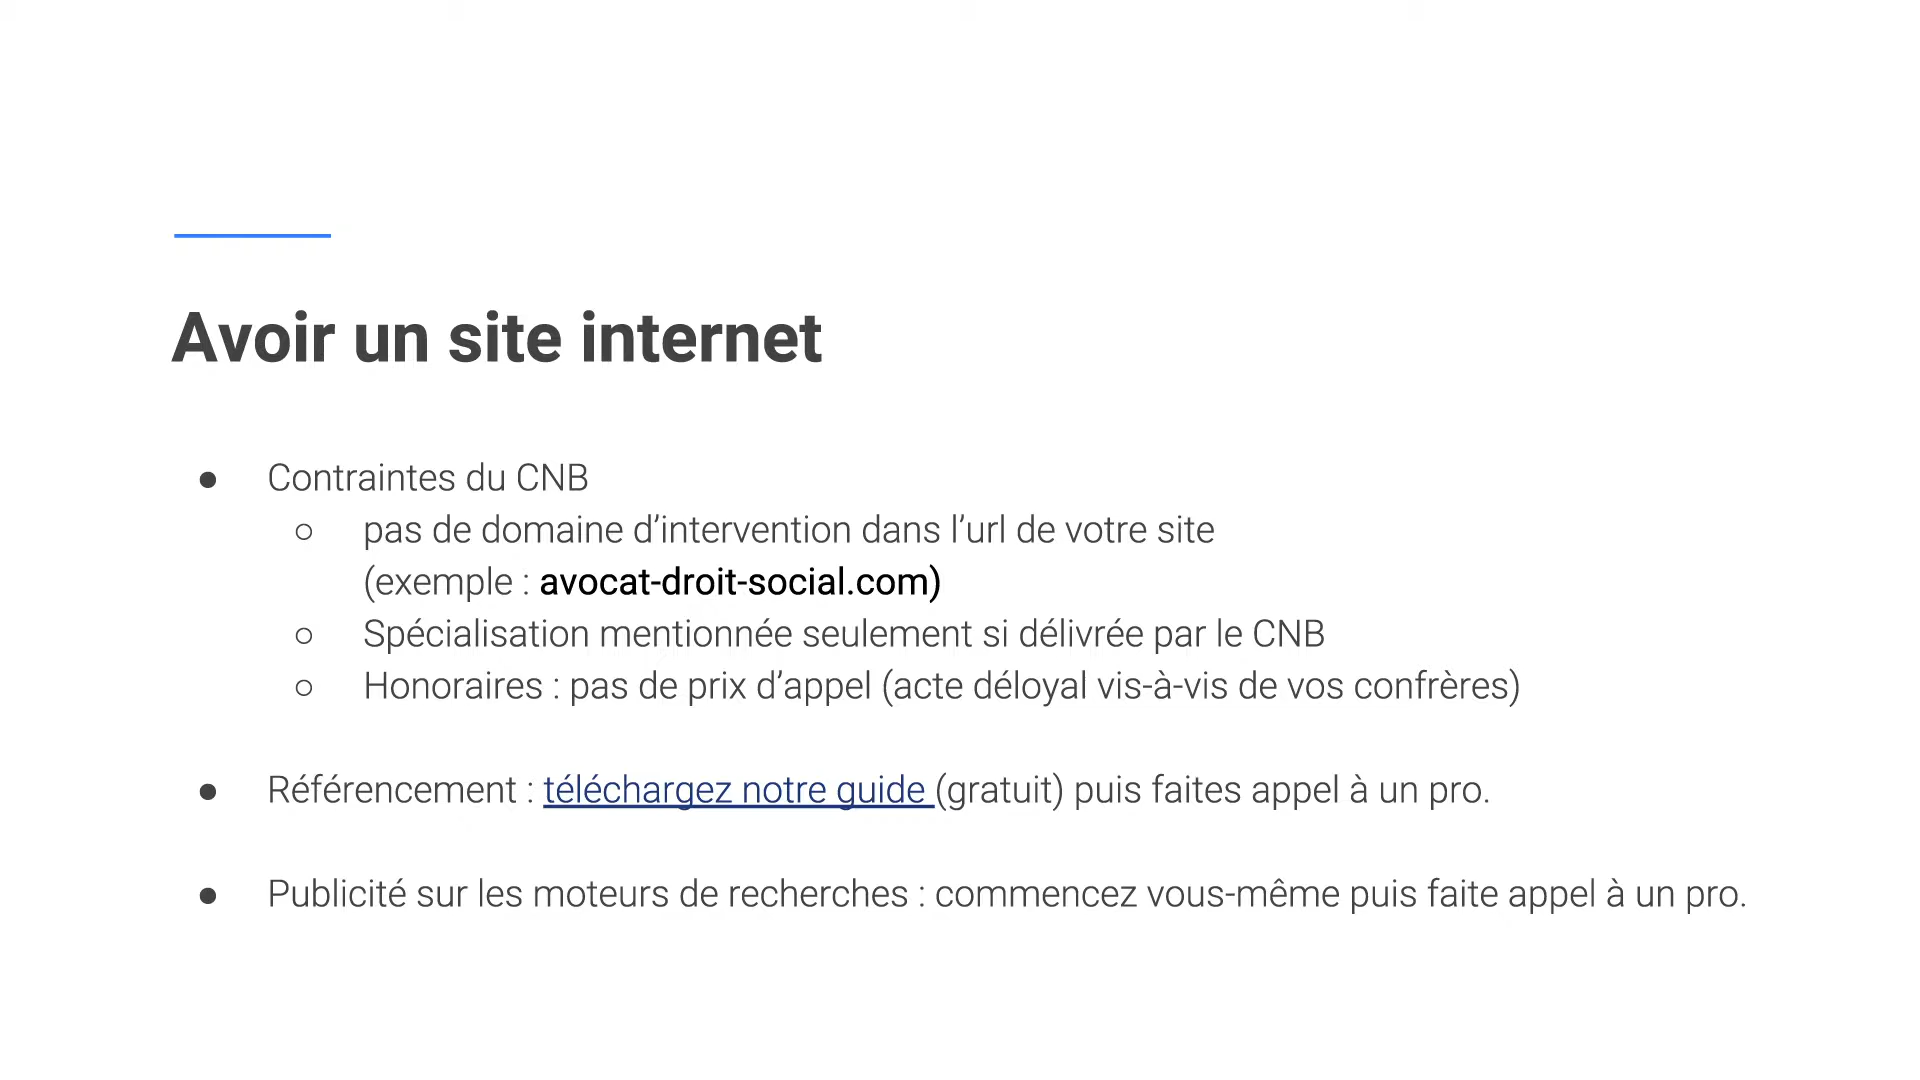 Avoir un site internet
● Contraintes du CNB
○ pas de domaine d’intervention dans l’url de votre site
(exemple : avocat-droit-social.com)
○ Spécialisation mentionnée seulement si délivrée par le CNB
○ Honoraires : pas de prix d’appel (acte déloyal vis-à-vis de vos confrères)
● Référencement : téléchargez notre guide (gratuit) puis faites appel à un pro.
● Publicité sur les moteurs de recherches : commencez vous-même puis faite appel à un pro.